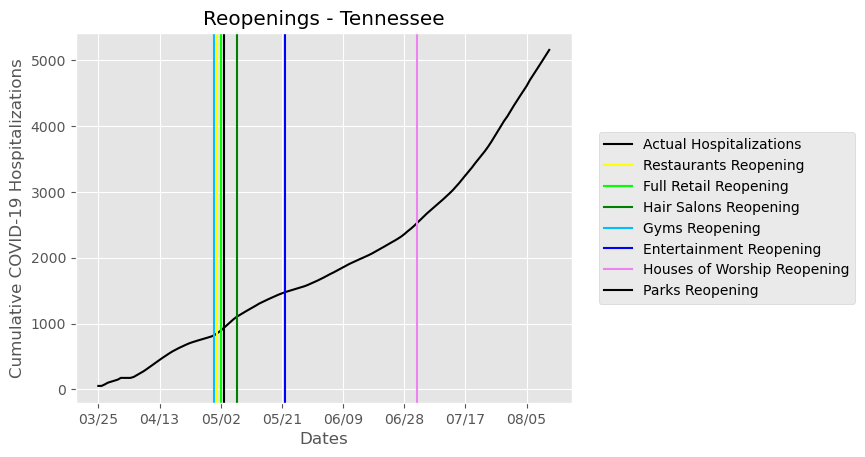 Reopenings - Tennessee
Cumulative COVID-19 Hospitalizations
5000
4000
3000
2000
1000
0
03/25 04/13 05/02 05/21 06/09 06/28 07/17 08/05
Dates
Actual Hospitalizations
Restaurants Reopening
Full Retail Reopening
Hair Salons Reopening
Gyms Reopening
Entertainment Reopening
Houses of Worship Reopening
Parks Reopening